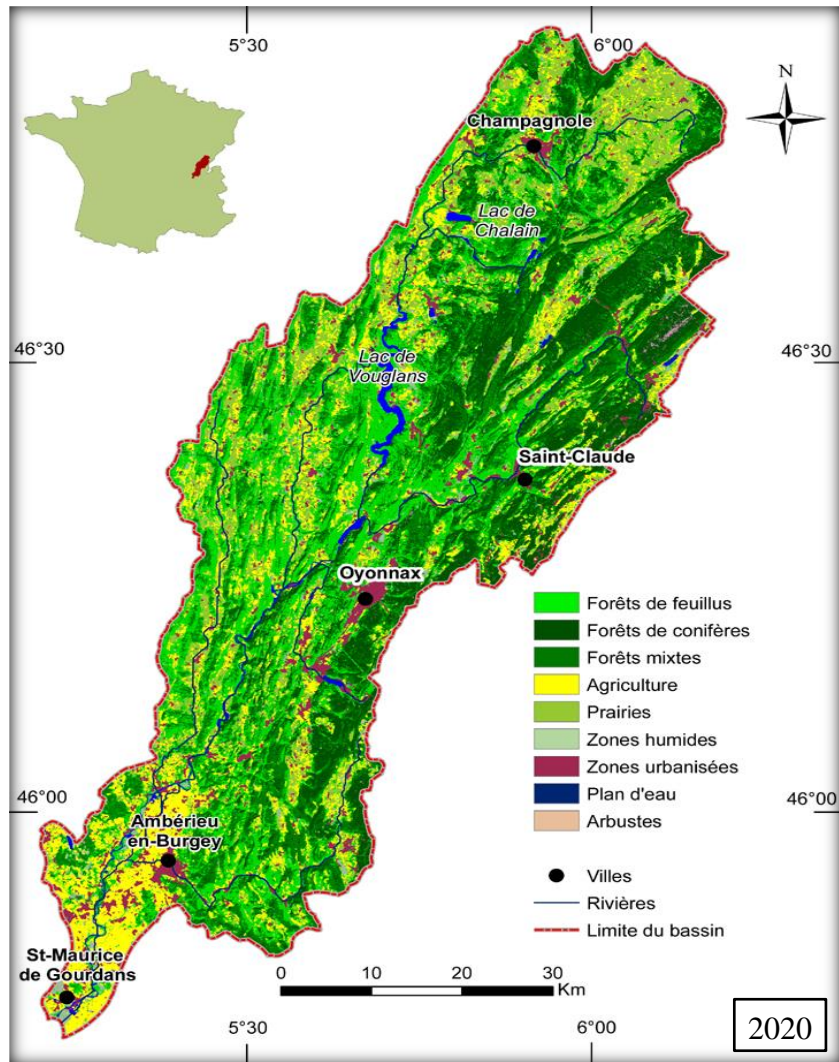 5°30
6°00
N
Champagnole
Lac de
Chalain
46°30
46°30
Lac de
Vouglans
Saint-Claude
Oyonnax
Forêts de feuillus
Forêts de conifères
Forêts mixtes
Agriculture
Prairies
Zones humides
Zones urbanisées
Plan d'eau
Arbustes
46°00
46°00
Ambérieu
en-Burgey
Villes
Rivières
Limite du bassin
St-Maurice
de Gourdans
0 10 20 30
Km
5°30
6°00
2020